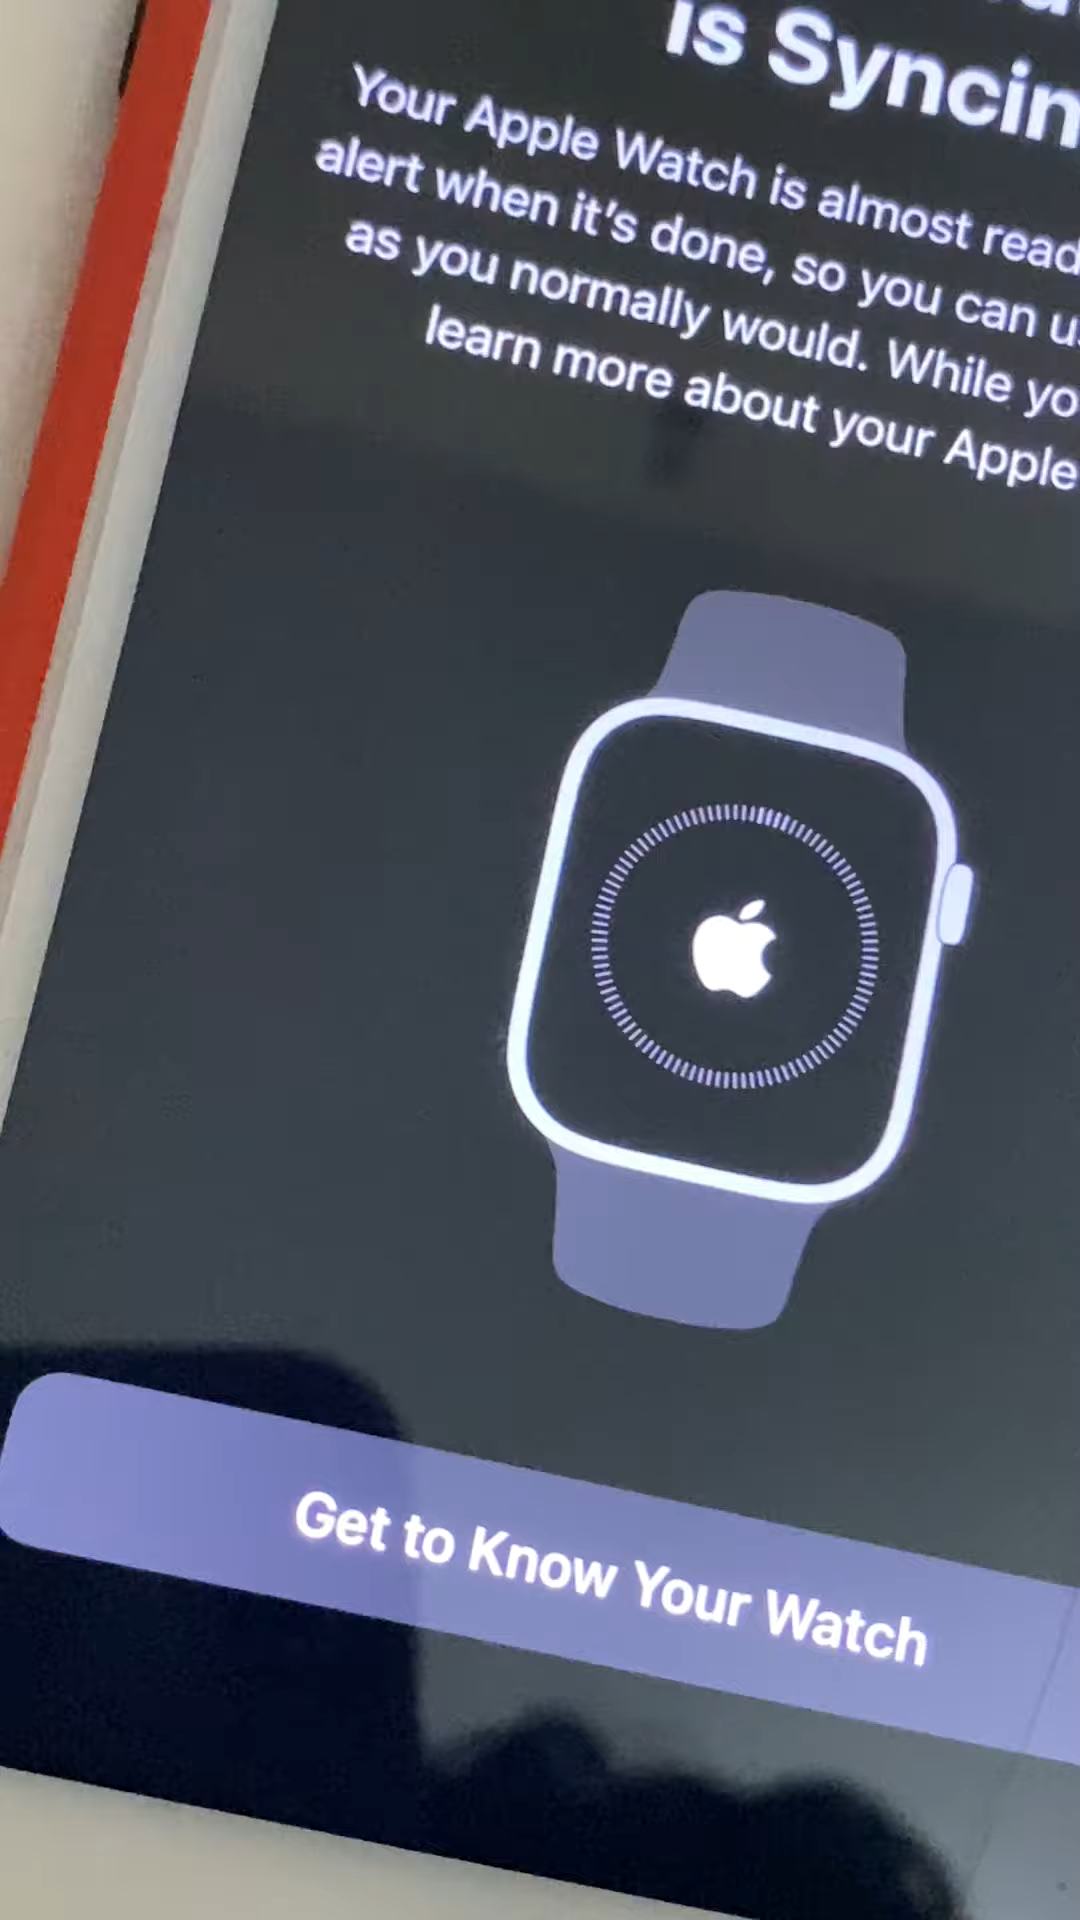 is Syncin
Your Apple Watch is almost read
alert when it's done, so you can us
as you normally would. While yo
learn more about your Apple
Get to Know Your Watch